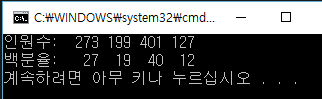 C:\WINDOWS\system32\cmd...
인원수: 273 199 401 127
백분율: 27 19 40 12
계속하려면 아무 키나 누르십시오 . . .